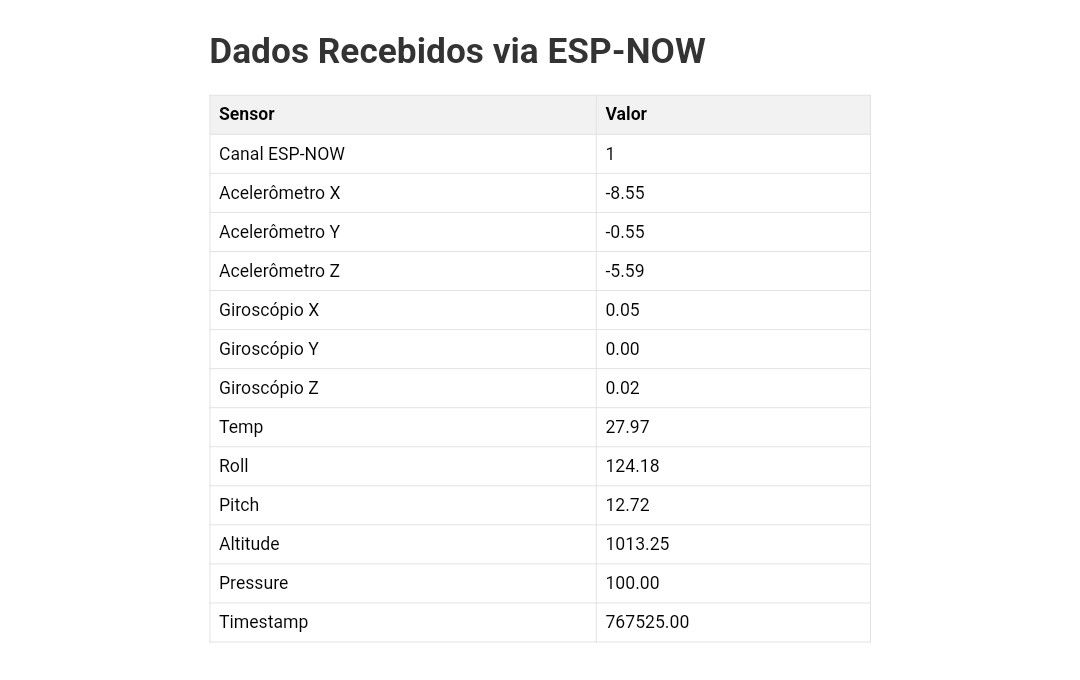 Dados Recebidos via ESP-NOW
Sensor Valor
Canal ESP-NOW 1
Acelerômetro X -8.55
Acelerômetro Y -0.55
Acelerômetro Z -5.59
Giroscópio X 0.05
Giroscópio Y 0.00
Giroscópio Z 0.02
Temp 27.97
Roll 124.18
Pitch 12.72
Altitude 1013.25
Pressure 100.00
Timestamp 767525.00